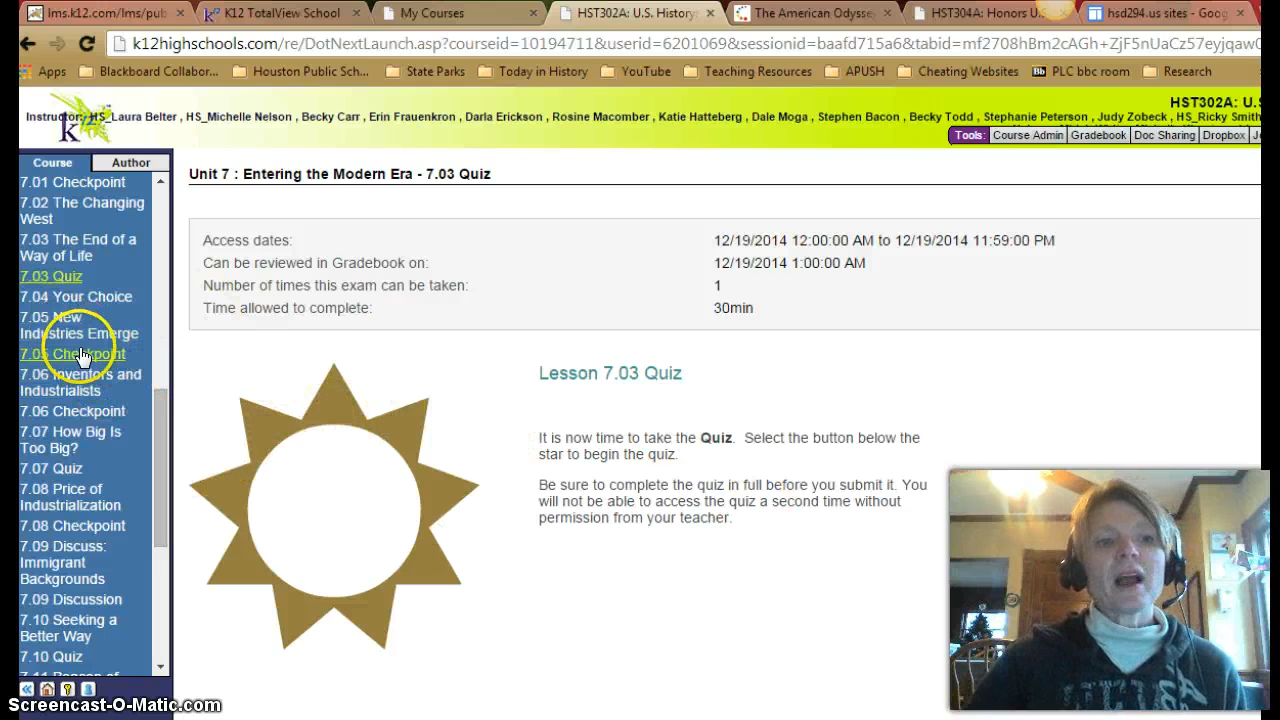 lms.k12.com/lms/pub
K12 TotalView School
My Courses
HST302A: U.S. History:
The American Odysse
HST304A: Honors U.S
hsd294.us sites - Goog
k12highschools.com/re/DotNextLaunch.asp?courseid=10194711&userid=6201069&sessionid=baafd715a6&tabid=mf2708hBm2cAGh+ZjF5nUaCz57eyjqaw0
Apps
Blackboard Collabor...
Houston Public Sch...
State Parks
Today in History
YouTube
Teaching Resources
APUSH
Cheating Websites
Bb PLC bbc room
Research
HST302A: U.S
k12
Instructor: HS_Laura Belter , HS_Michelle Nelson , Becky Carr , Erin Frauenkron , Darla Erickson , Rosine Macomber , Katie Hatteberg , Dale Moga , Stephen Bacon , Becky Todd , Stephanie Peterson , Judy Zobeck , HS_Ricky Smith
Tools: Course Admin Gradebook Doc Sharing Dropbox
Course
Author
7.01 Checkpoint
7.02 The Changing
West
7.03 The End of a
Way of Life
7.03 Quiz
7.04 Your Choice
7.05 New
Industries Emerge
7.05 Checkpoint
7.06 Inventors and
Industrialists
7.06 Checkpoint
7.07 How Big Is
Too Big?
7.07 Quiz
7.08 Price of
Industrialization
7.08 Checkpoint
7.09 Discuss:
Immigrant
Backgrounds
7.09 Discussion
7.10 Seeking a
Better Way
7.10 Quiz
Unit 7 : Entering the Modern Era - 7.03 Quiz
Access dates: 12/19/2014 12:00:00 AM to 12/19/2014 11:59:00 PM
Can be reviewed in Gradebook on: 12/19/2014 1:00:00 AM
Number of times this exam can be taken: 1
Time allowed to complete: 30min
Lesson 7.03 Quiz
It is now time to take the Quiz. Select the button below the
star to begin the quiz.
Be sure to complete the quiz in full before you submit it. You
will not be able to access the quiz a second time without
permission from your teacher.
Screencast-O-Matic.com